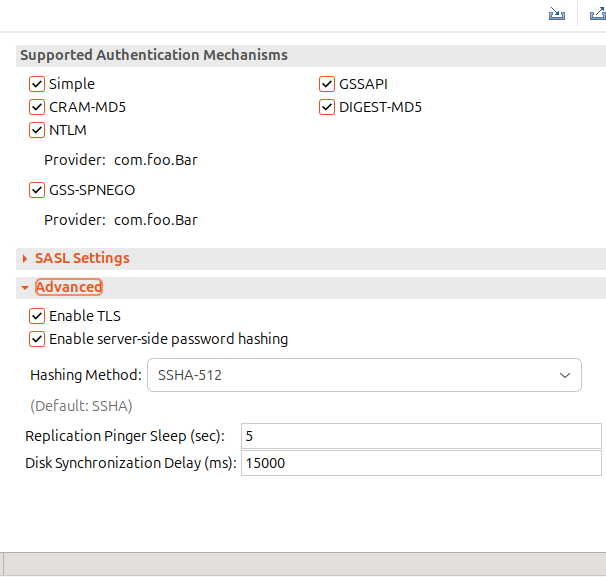 Supported Authentication Mechanisms
Simple GSSAPI
CRAM-MD5 DIGEST-MD5
NTLM
Provider: com.foo.Bar
GSS-SPNEGO
Provider: com.foo.Bar
SASL Settings
Advanced
Enable TLS
Enable server-side password hashing
Hashing Method: SSHA-512
(Default: SSHA)
Replication Pinger Sleep (sec): 5
Disk Synchronization Delay (ms): 15000